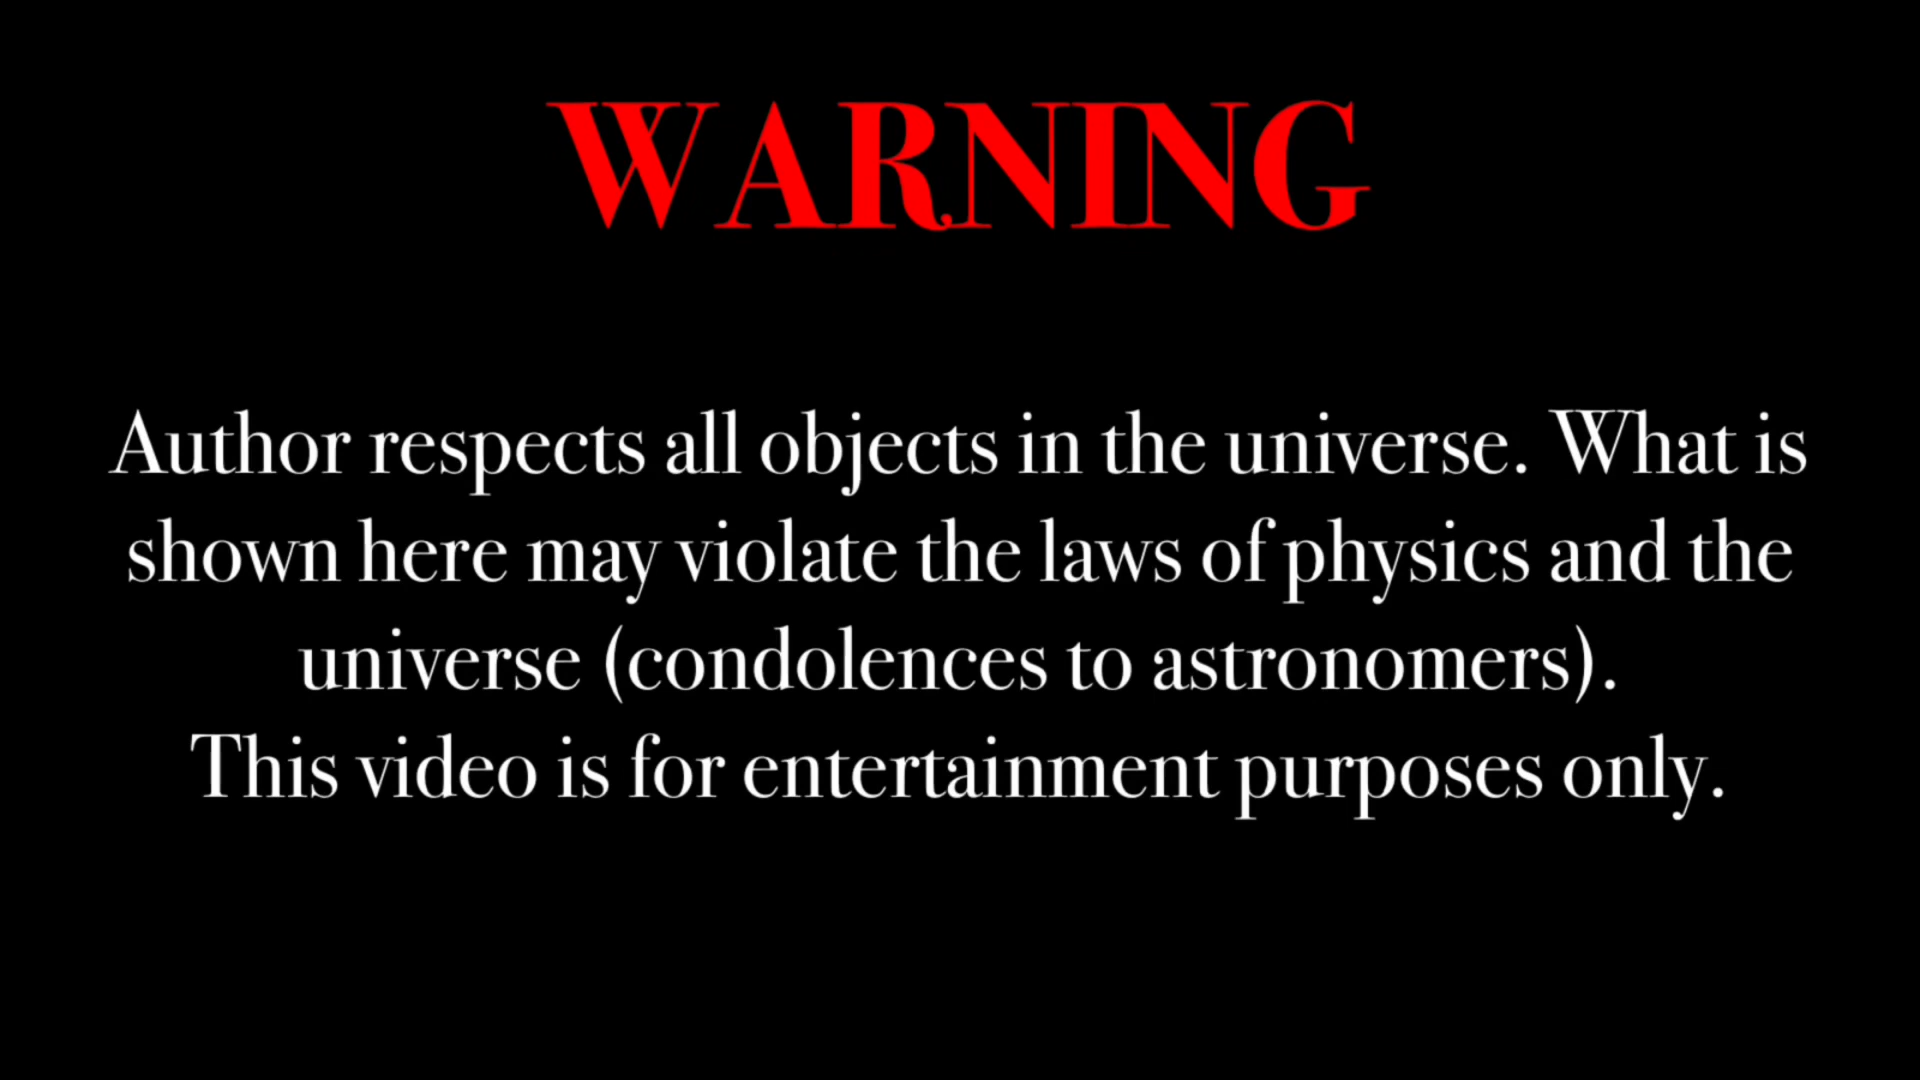 WARNING
Author respects all objects in the universe. What is
shown here may violate the laws of physics and the
universe (condolences to astronomers).
This video is for entertainment purposes only.